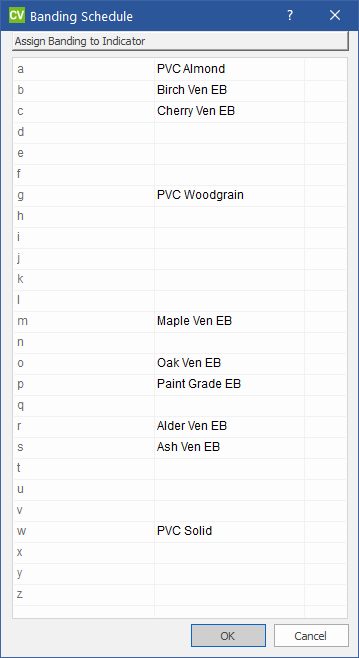 CV Banding Schedule ? ×
Assign Banding to Indicator
a PVC Almond
b Birch Ven EB
c Cherry Ven EB
d
e
f
g PVC Woodgrain
h
i
j
k
l
m Maple Ven EB
n
o Oak Ven EB
p Paint Grade EB
q
r Alder Ven EB
s Ash Ven EB
t
u
v
w PVC Solid
x
y
z
OK Cancel